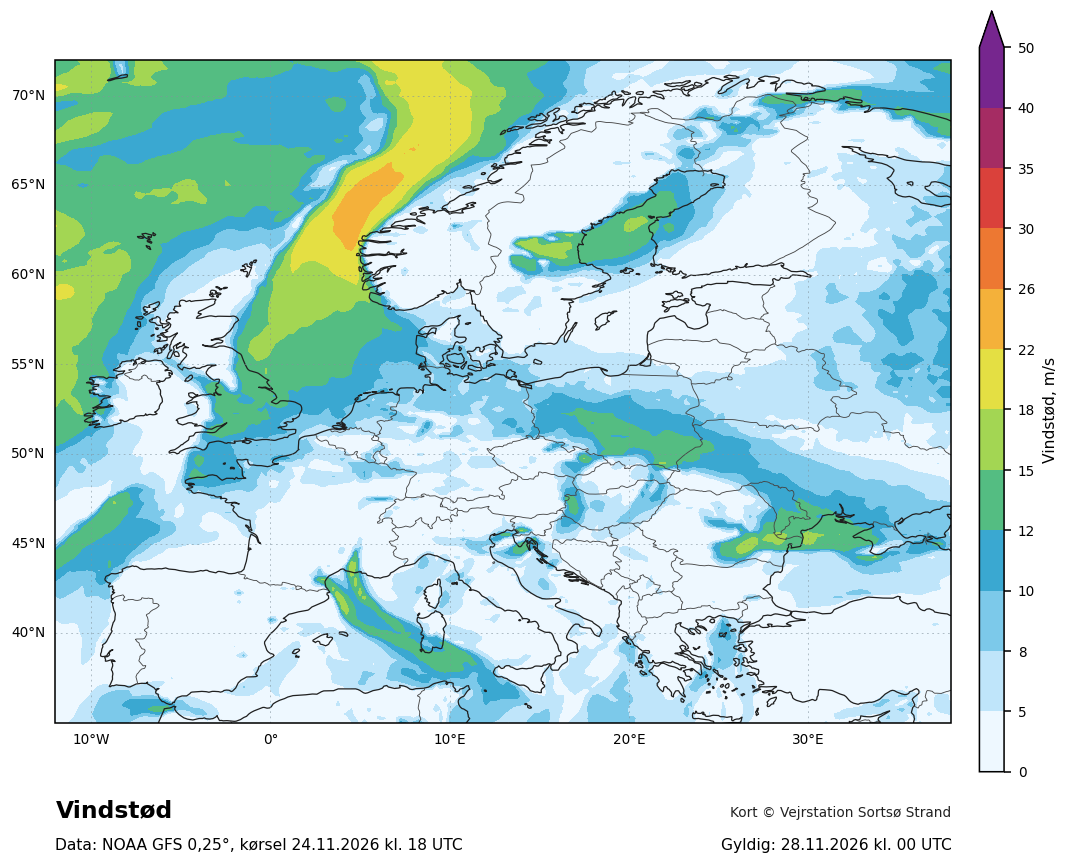 50
40
35
30
26
22
18
15
12
10
8
5
0
Vindstød, m/s
70°N
65°N
60°N
55°N
50°N
45°N
40°N
10°W
0°
10°E
20°E
30°E
Vindstød
Kort © Vejrstation Sortsø Strand
Data: NOAA GFS 0,25°, kørsel 24.11.2026 kl. 18 UTC
Gyldig: 28.11.2026 kl. 00 UTC